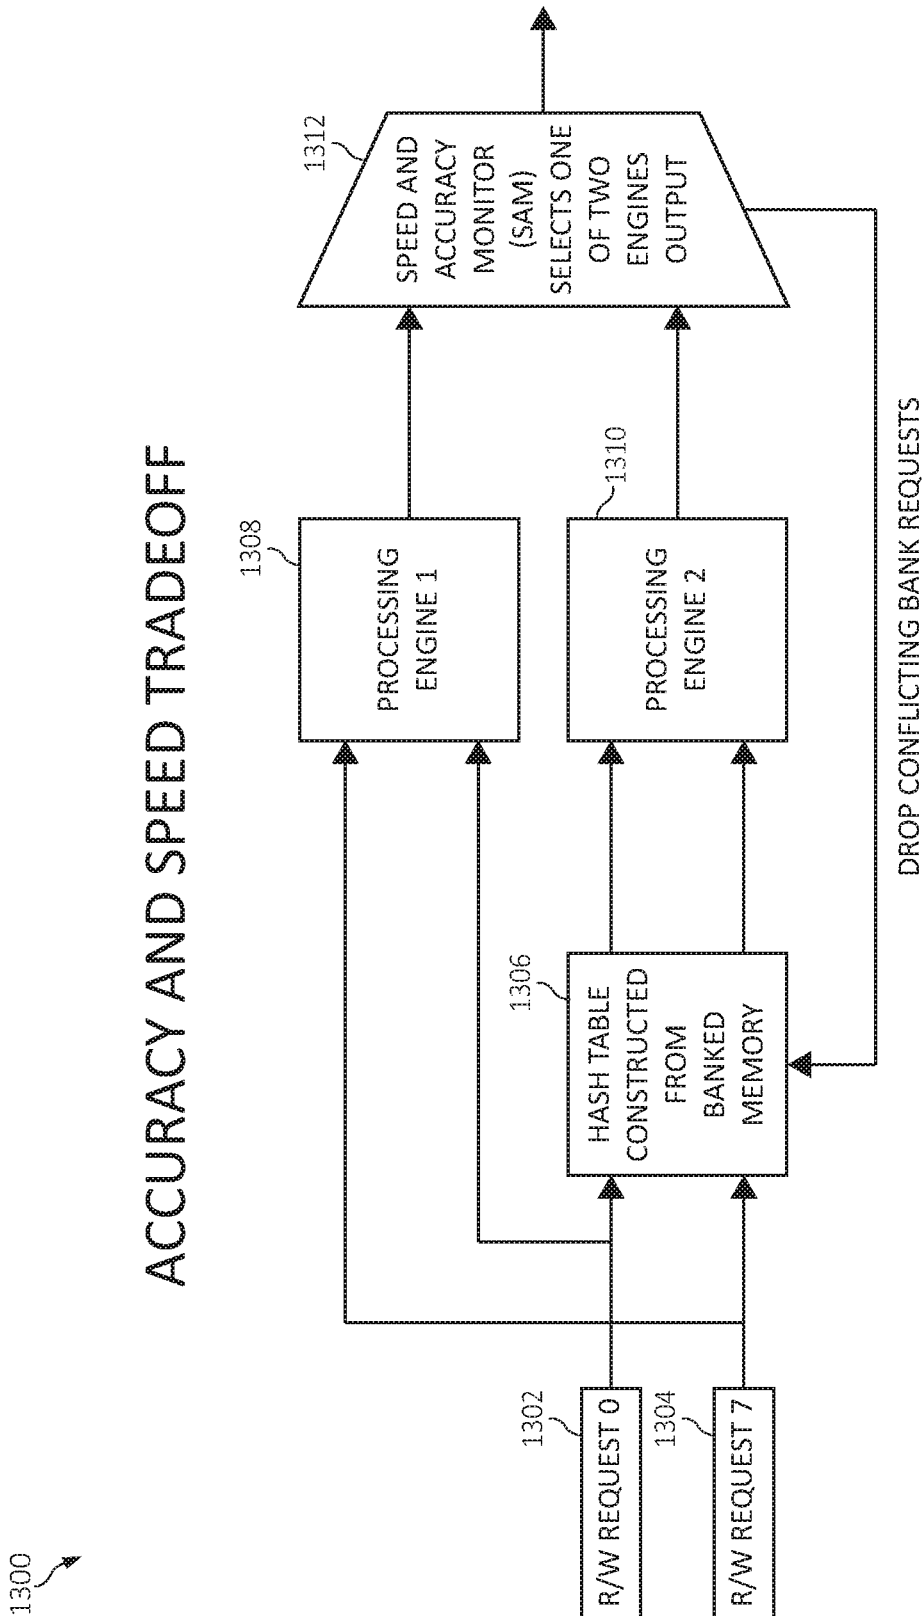 1300
ACCURACY AND SPEED TRADEOFF
1302
R/W REQUEST 0
1304
R/W REQUEST 7
1306
HASH TABLE
CONSTRUCTED
FROM
BANKED
MEMORY
1308
PROCESSING
ENGINE 1
1310
PROCESSING
ENGINE 2
1312
SPEED AND
ACCURACY
MONITOR
(SAM)
SELECTS ONE
OF TWO
ENGINES
OUTPUT
DROP CONFLICTING BANK REQUESTS